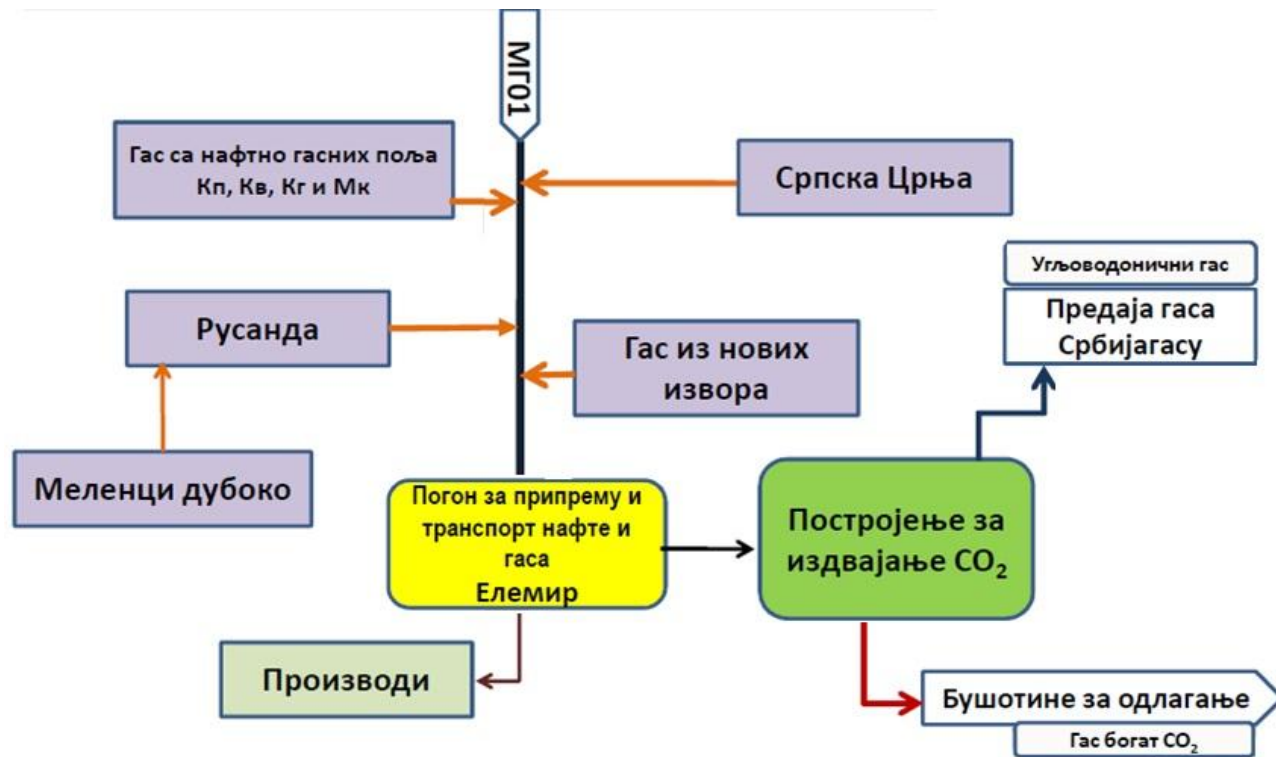 МГ01
Гас са нафтно гасних поља
Кп, Кв, Кг и Мк
Српска Црња
Угљоводонични гас
Предаја гаса
Србијагасу
Русанда
Гас из нових
извора
Меленци дубоко
Погон за припрему и
транспорт нафте и
гаса
Елемир
Постројење за
издвајање CO₂
Производи
Бушотине за одлагање
Гас богат CO₂